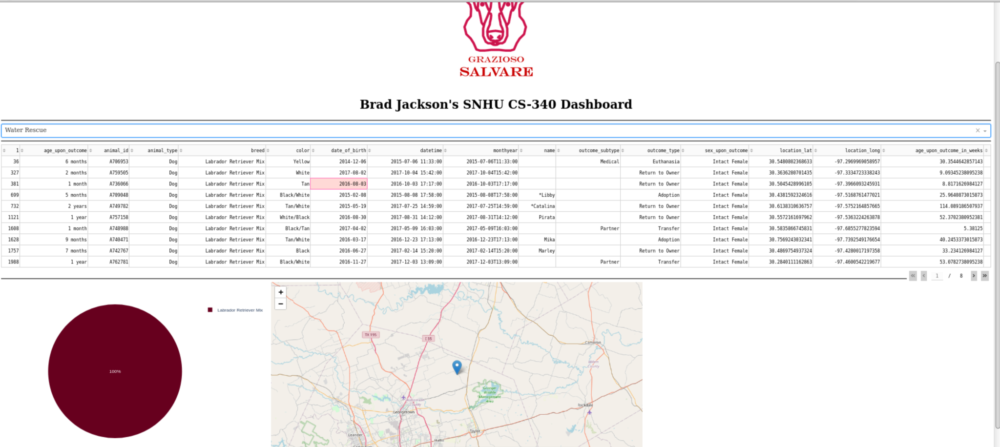 GRAZIOSO
SALVARE
Brad Jackson's SNHU CS-340 Dashboard
Water Rescue
1 age_upon_outcome animal_id animal_type breed color date_of_birth datetime monthyear name outcome_subtype outcome_type sex_upon_outcome location_lat location_long age_upon_outcome_in_weeks
36 6 months A706953 Dog Labrador Retriever Mix Yellow 2014-12-06 2015-07-06 11:33:00 2015-07-06T11:33:00 Medical Euthanasia Intact Female 30.5480802368633 -97.2969969058957 30.3544642857143
327 2 months A759505 Dog Labrador Retriever Mix White 2017-08-02 2017-10-04 15:42:00 2017-10-04T15:42:00 Return to Owner Intact Female 30.3636280701435 -97.3334723338243 9.09345238095238
381 1 month A736066 Dog Labrador Retriever Mix Tan 2016-08-03 2016-10-03 17:17:00 2016-10-03T17:17:00 Return to Owner Intact Female 30.5045428996105 -97.3966093245931 8.8171626984127
699 5 months A709048 Dog Labrador Retriever Mix Black/White 2015-02-08 2015-08-08 17:58:00 2015-08-08T17:58:00 *Libby Adoption Intact Female 30.4381592324616 -97.5168761477021 25.9640873015873
732 2 years A749782 Dog Labrador Retriever Mix Tan/White 2015-05-19 2017-07-25 14:59:00 2017-07-25T14:59:00 *Catalina Return to Owner Intact Female 30.6138310636757 -97.5752164857665 114.089186507937
1121 1 year A757158 Dog Labrador Retriever Mix White/Black 2016-08-30 2017-08-31 14:12:00 2017-08-31T14:12:00 Pirata Return to Owner Intact Female 30.5572161697962 -97.5363224263878 52.3702380952381
1608 1 month A748988 Dog Labrador Retriever Mix Black/Tan 2017-04-02 2017-05-09 16:03:00 2017-05-09T16:03:00 Partner Transfer Intact Female 30.5835866745831 -97.6855277823594 5.38125
1628 9 months A740471 Dog Labrador Retriever Mix Tan/White 2016-03-17 2016-12-23 17:13:00 2016-12-23T17:13:00 Mika Adoption Intact Female 30.7569243032341 -97.7392549176654 40.2453373015873
1757 7 months A742767 Dog Labrador Retriever Mix Black 2016-06-27 2017-02-14 15:20:00 2017-02-14T15:20:00 Marley Return to Owner Intact Female 30.4869754937324 -97.4280017197358 33.234126984127
1988 1 year A762781 Dog Labrador Retriever Mix Black/White 2016-11-27 2017-12-03 13:09:00 2017-12-03T13:09:00 Partner Transfer Intact Female 30.2840111162863 -97.4600542219677 53.0782738095238
1 / 8
Labrador Retriever Mix
100%
+
−
TX 195
I 35
Cameron
Milam
County
Granger
Wildlife
Management
Area
Williamson
County
Rockdale
Georgetown
Taylor
Leander
Hutto